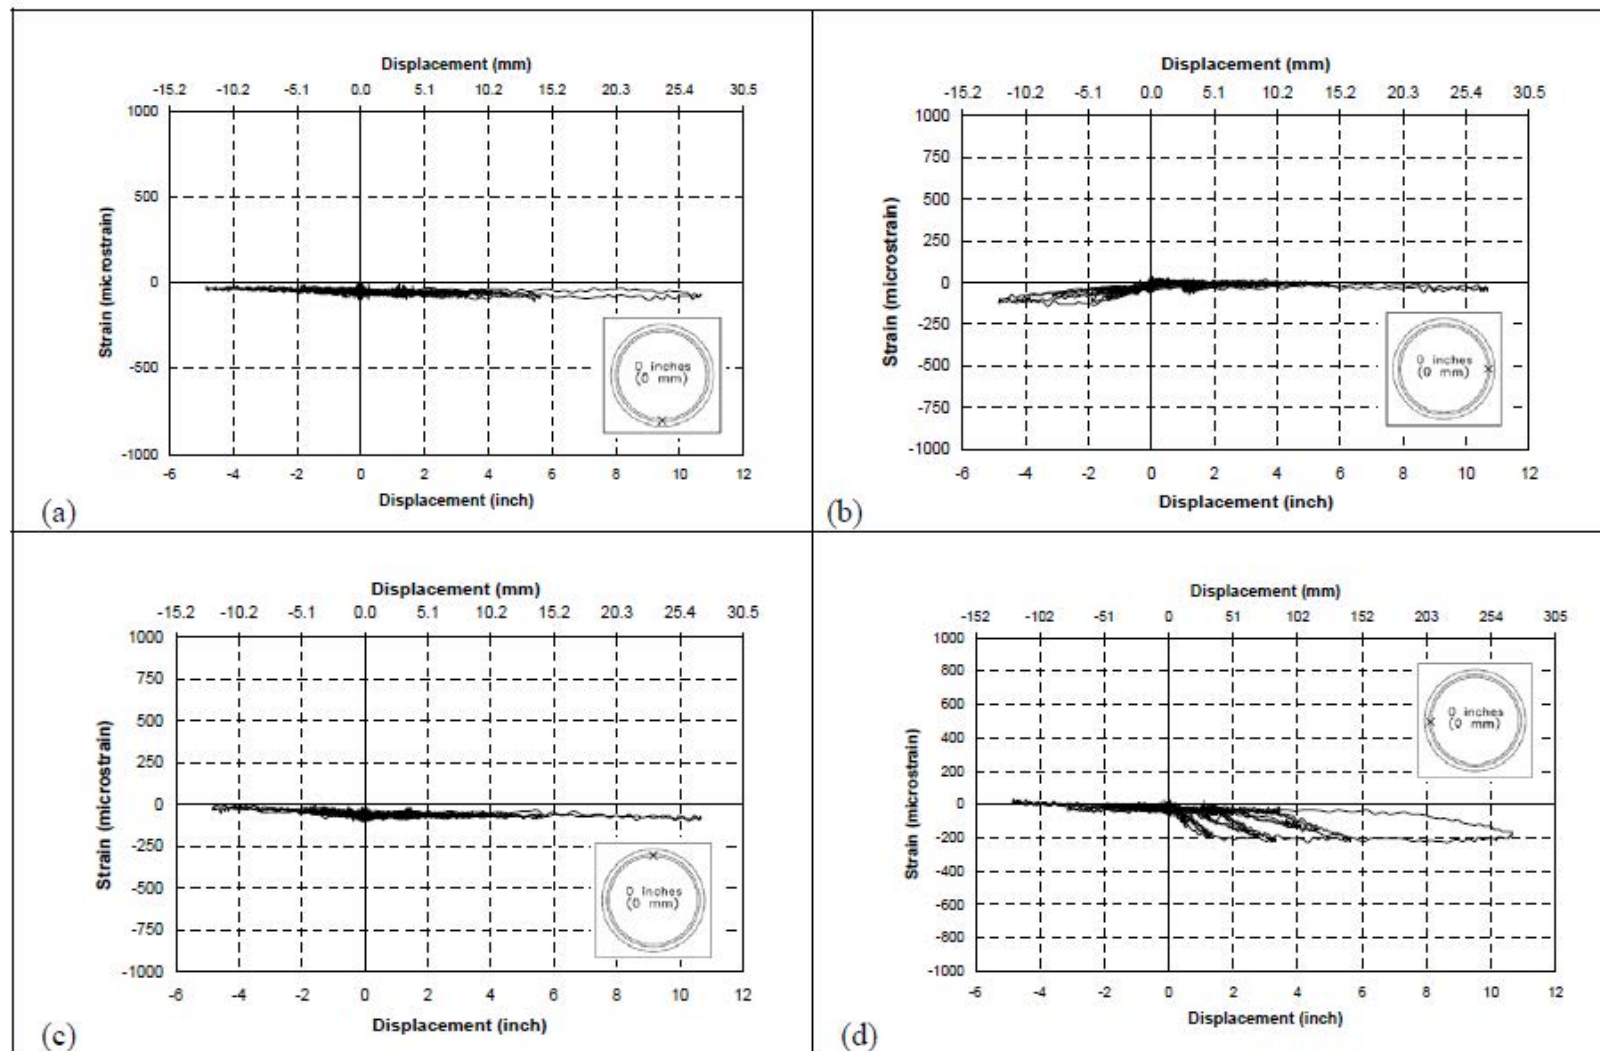 Displacement (mm)
-15.2 -10.2 -5.1 0.0 5.1 10.2 15.2 20.3 25.4 30.5
1000
500
0
-500
-1000
Strain (microstrain)
0 inches
(0 mm)
-6 -4 -2 0 2 4 6 8 10 12
Displacement (inch)
(a)
Displacement (mm)
-15.2 -10.2 -5.1 0.0 5.1 10.2 15.2 20.3 25.4 30.5
1000
750
500
250
0
-250
-500
-750
-1000
Strain (microstrain)
0 inches
(0 mm)
-6 -4 -2 0 2 4 6 8 10 12
Displacement (inch)
(b)
Displacement (mm)
-15.2 -10.2 -5.1 0.0 5.1 10.2 15.2 20.3 25.4 30.5
1000
750
500
250
0
-250
-500
-750
-1000
Strain (microstrain)
0 inches
(0 mm)
-6 -4 -2 0 2 4 6 8 10 12
Displacement (inch)
(c)
Displacement (mm)
-152 -102 -51 0 51 102 152 203 254 305
1000
800
600
400
200
0
-200
-400
-600
-800
-1000
Strain (microstrain)
0 inches
(0 mm)
-6 -4 -2 0 2 4 6 8 10 12
Displacement (inch)
(d)